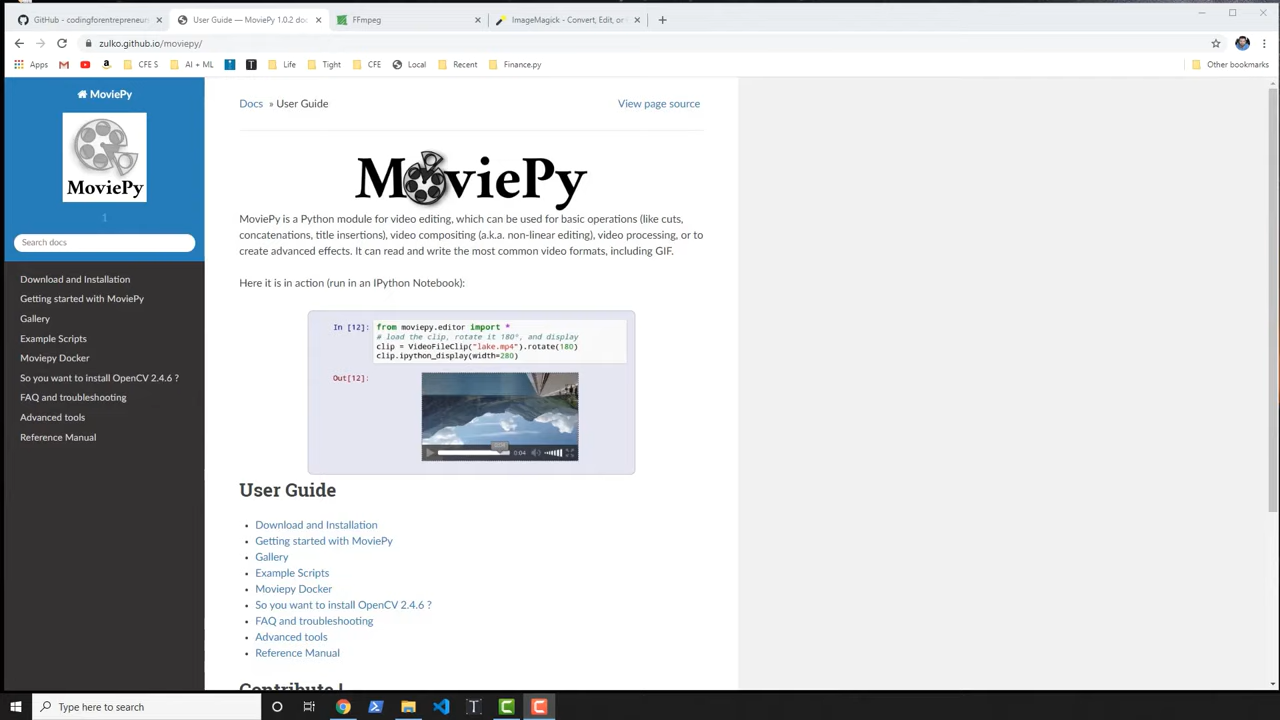 GitHub - codingforentrepreneur
User Guide — MoviePy 1.0.2 doc
FFmpeg
ImageMagick - Convert, Edit, or
zulko.github.io/moviepy/
Apps
CFE S
AI + ML
T
Life
Tight
CFE
Local
Recent
Finance.py
Other bookmarks
MoviePy
MoviePy
1
Search docs
Download and Installation
Getting started with MoviePy
Gallery
Example Scripts
Moviepy Docker
So you want to install OpenCV 2.4.6 ?
FAQ and troubleshooting
Advanced tools
Reference Manual
Docs » User Guide
View page source
MoviePy
MoviePy is a Python module for video editing, which can be used for basic operations (like cuts,
concatenations, title insertions), video compositing (a.k.a. non-linear editing), video processing, or to
create advanced effects. It can read and write the most common video formats, including GIF.
Here it is in action (run in an IPython Notebook):
In [12]: from moviepy.editor import *
# load the clip, rotate it 180°, and display
clip = VideoFileClip("lake.mp4").rotate(180)
clip.ipython_display(width=280)
Out[12]:
0:04
User Guide
Download and Installation
Getting started with MoviePy
Gallery
Example Scripts
Moviepy Docker
So you want to install OpenCV 2.4.6 ?
FAQ and troubleshooting
Advanced tools
Reference Manual
Contribute !
Type here to search
T